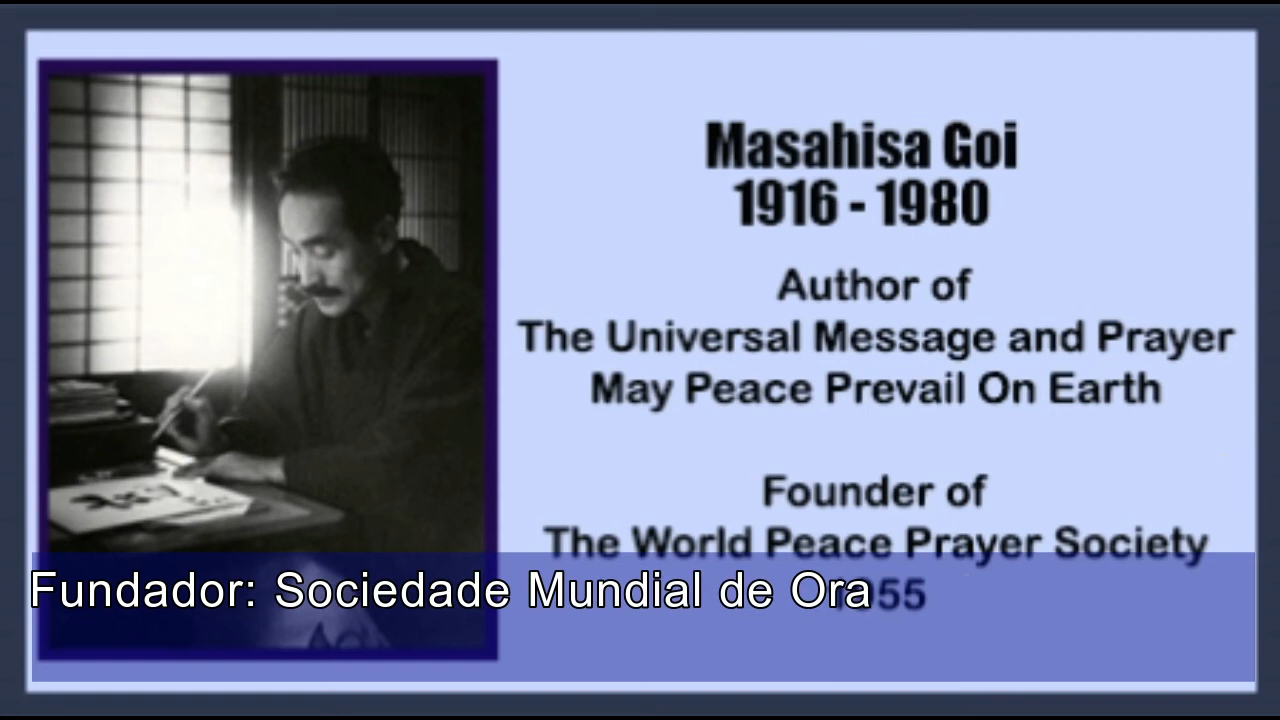 Masahisa Goi
1916 - 1980
Author of
The Universal Message and Prayer
May Peace Prevail On Earth
Founder of
The World Peace Prayer Society
55
Fundador: Sociedade Mundial de Ora